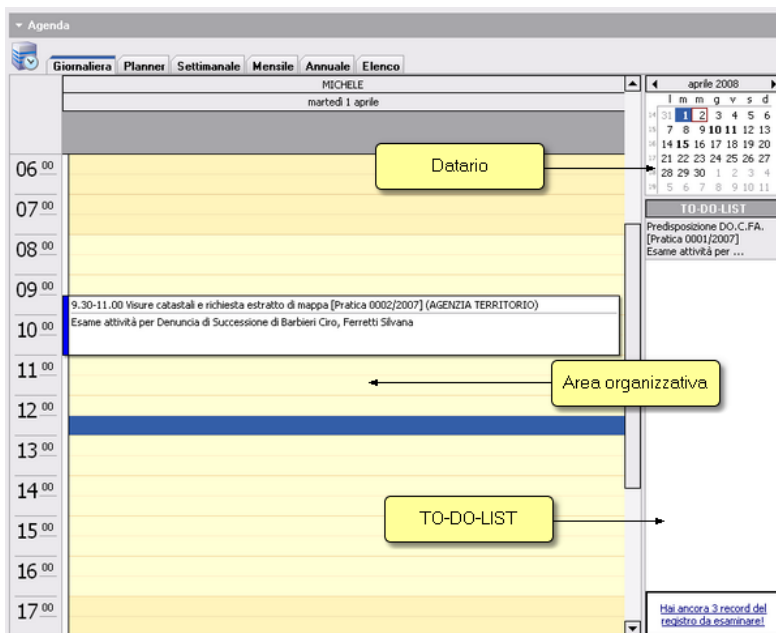 Agenda
Giornaliera Planner Settimanale Mensile Annuale Elenco
MICHELE
martedì 1 aprile
aprile 2008
l m m g v s d
14 31 1 2 3 4 5 6
15 7 8 9 10 11 12 13
16 14 15 16 17 18 19 20
17 21 22 23 24 25 26 27
18 28 29 30 1 2 3 4
19 5 6 7 8 9 10 11
Datario
TO-DO-LIST
Predisposizione DO.C.FA.
[Pratica 0001/2007]
Esame attività per ...
06 00
07 00
08 00
09 00
9.30-11.00 Visure catastali e richiesta estratto di mappa [Pratica 0002/2007] (AGENZIA TERRITORIO)
Esame attività per Denuncia di Successione di Barbieri Ciro, Ferretti Silvana
10 00
11 00
Area organizzativa
12 00
13 00
14 00
TO-DO-LIST
15 00
16 00
17 00
Hai ancora 3 record del
registro da esaminare!